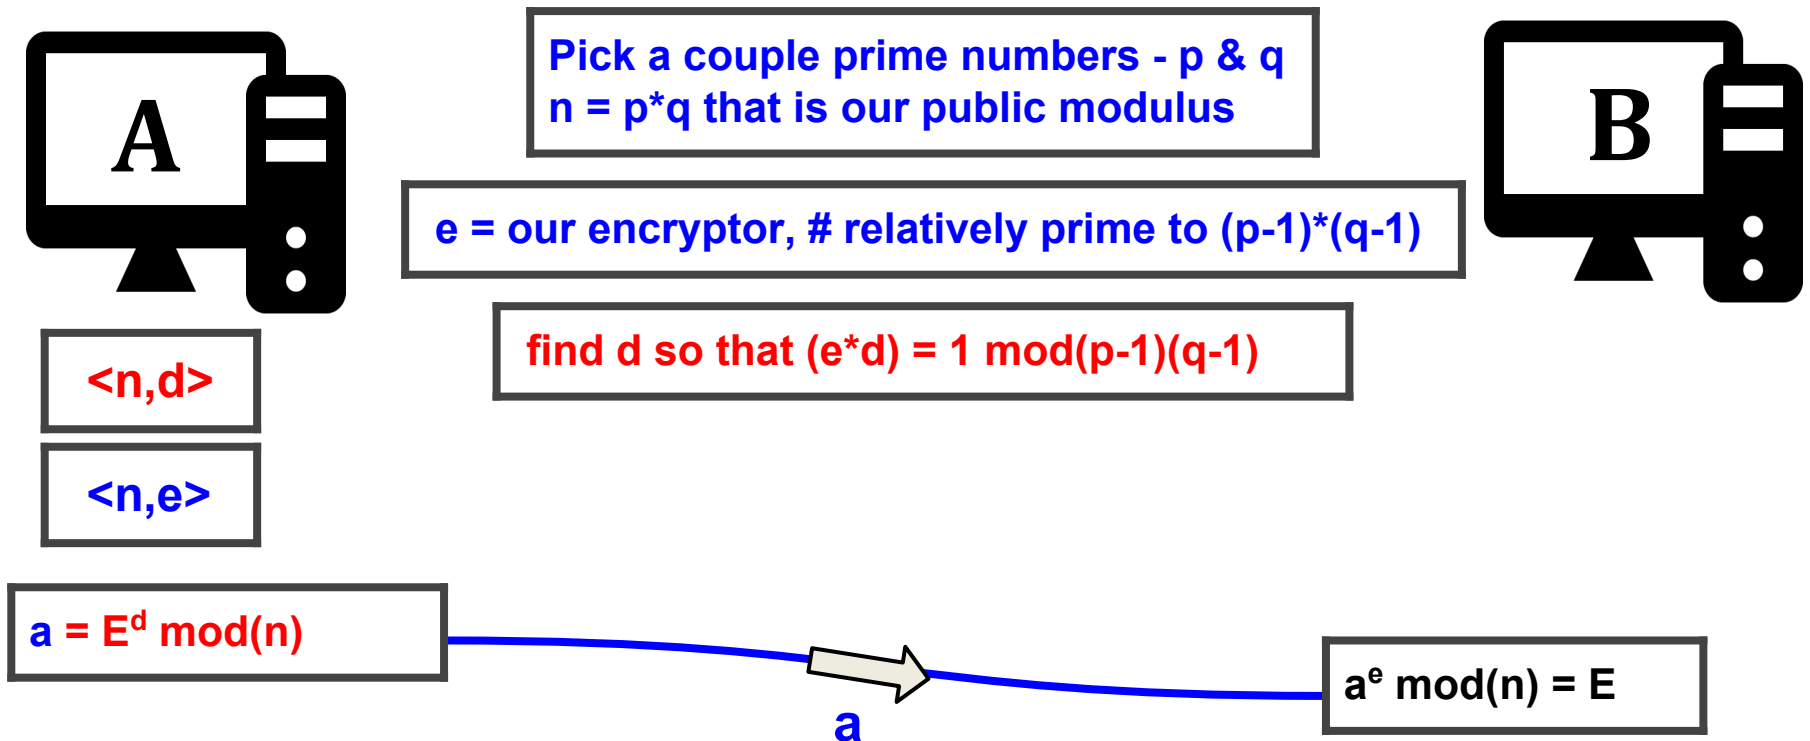 A
B
Pick a couple prime numbers - p & q
n = p*q that is our public modulus
e = our encryptor, # relatively prime to (p-1)*(q-1)
find d so that (e*d) = 1 mod(p-1)(q-1)
<n,d>
<n,e>
a = Eᵈ mod(n)
a
aᵉ mod(n) = E